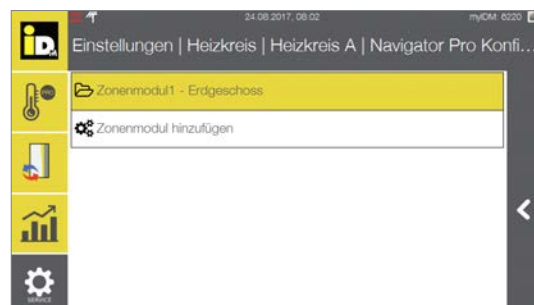 24.08.2017, 08:02
myIDM: 6220
iD.
Einstellungen | Heizkreis | Heizkreis A | Navigator Pro Konfi...
PRO
Zonenmodul1 - Erdgeschoss
Zonenmodul hinzufügen
SERVICE